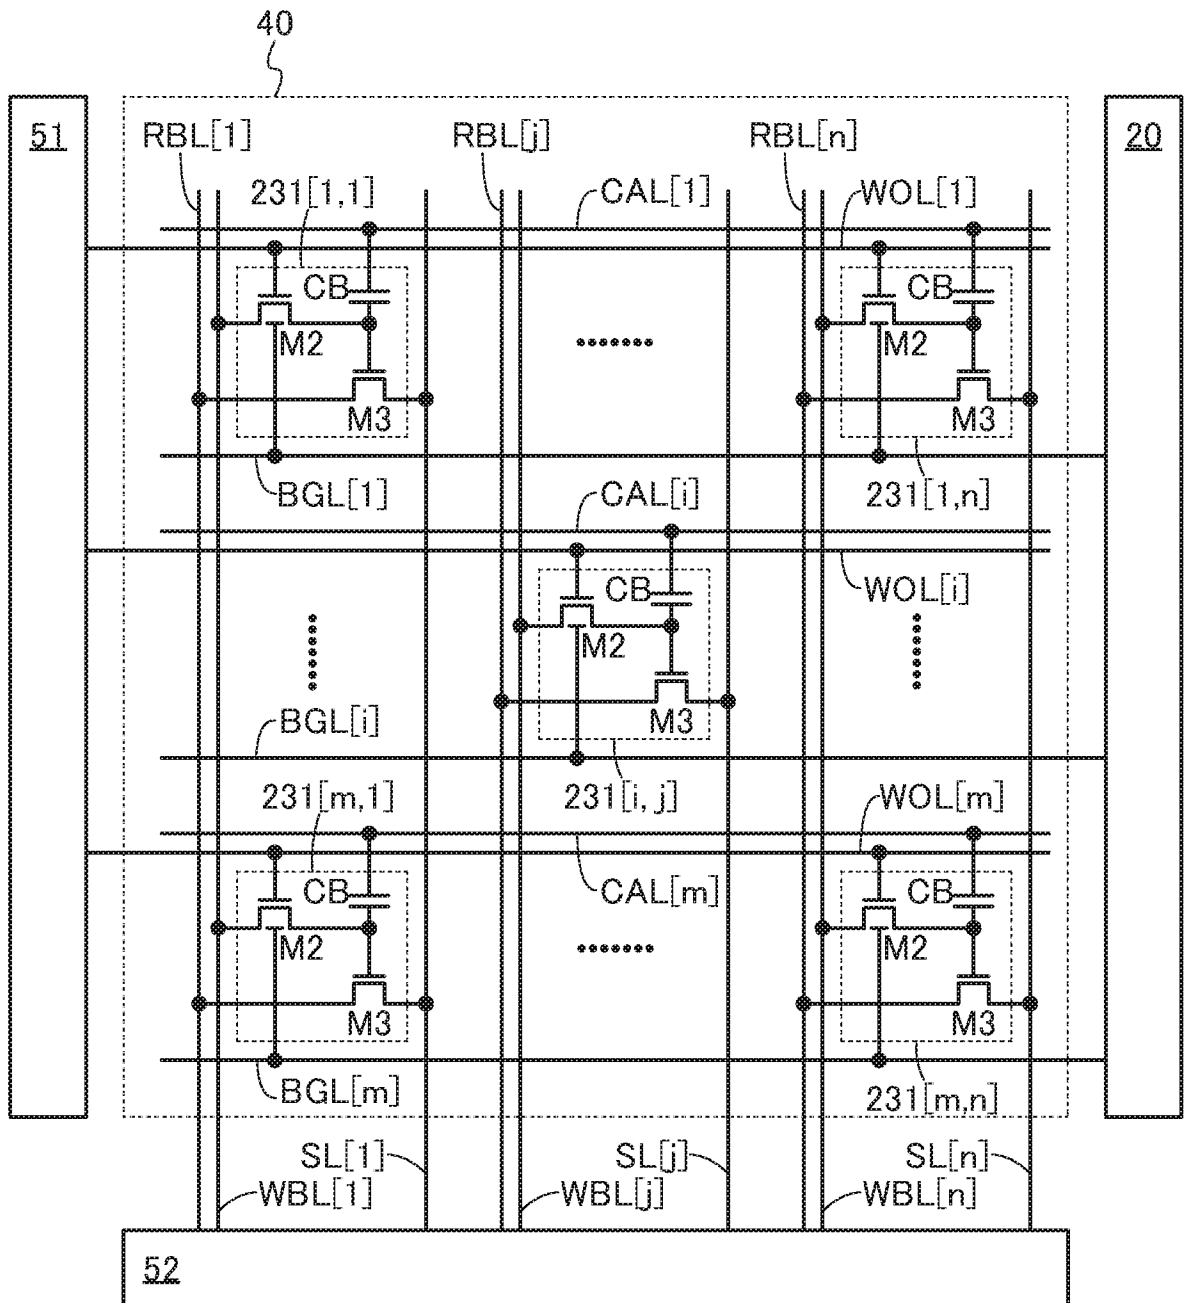 40
51
20
RBL[1]
RBL[j]
RBL[n]
231[1,1]
CAL[1]
WOL[1]
CB
CB
M2
M2
M3
M3
BGL[1]
CAL[i]
231[1,n]
CB
WOL[i]
M2
M3
BGL[i]
231[m,1]
231[i, j]
WOL[m]
CB
CAL[m]
CB
M2
M2
M3
M3
BGL[m]
231[m,n]
SL[1]
SL[j]
SL[n]
WBL[1]
WBL[j]
WBL[n]
52